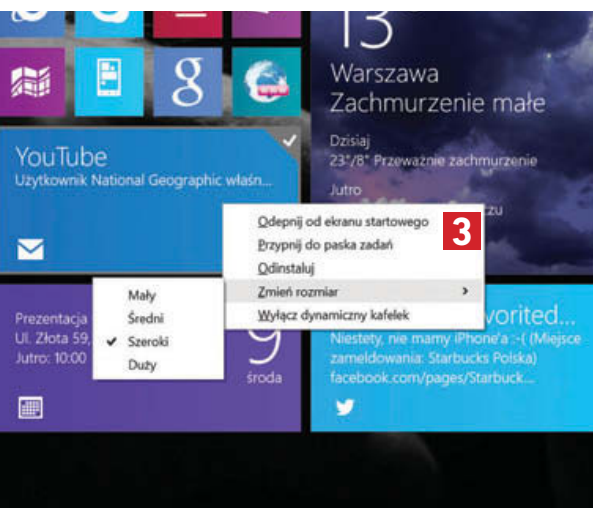 13
Warszawa
Zachmurzenie małe
Dzisiaj
23°/8° Przeważnie zachmurzenie
Jutro
czu
g
YouTube
Użytkownik National Geographic właśn...
Odepnij od ekranu startowego
Przypnij do paska zadań
Odinstaluj
Zmień rozmiar
Wyłącz dynamiczny kafelek
3
Mały
Średni
Szeroki
Duży
Prezentacja
Ul. Złota 59,
Jutro: 10:00
9
środa
vorited...
Niestety, nie mamy iPhone'a :-( (Miejsce
zameldowania: Starbucks Polska)
facebook.com/pages/Starbuck...